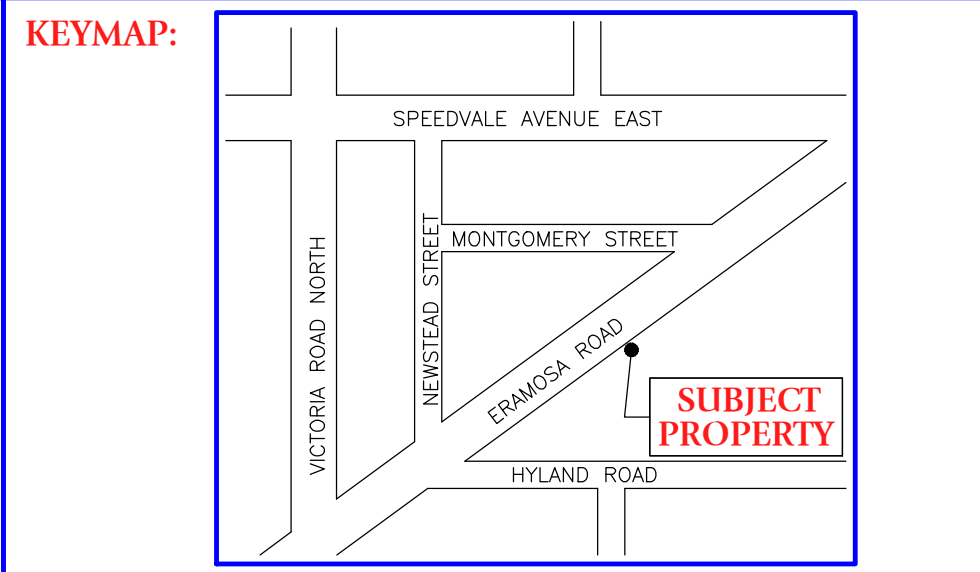 KEYMAP:
SPEEDVALE AVENUE EAST
MONTGOMERY STREET
NEWSTEAD STREET
VICTORIA ROAD NORTH
ERAMOSA ROAD
SUBJECT
PROPERTY
HYLAND ROAD